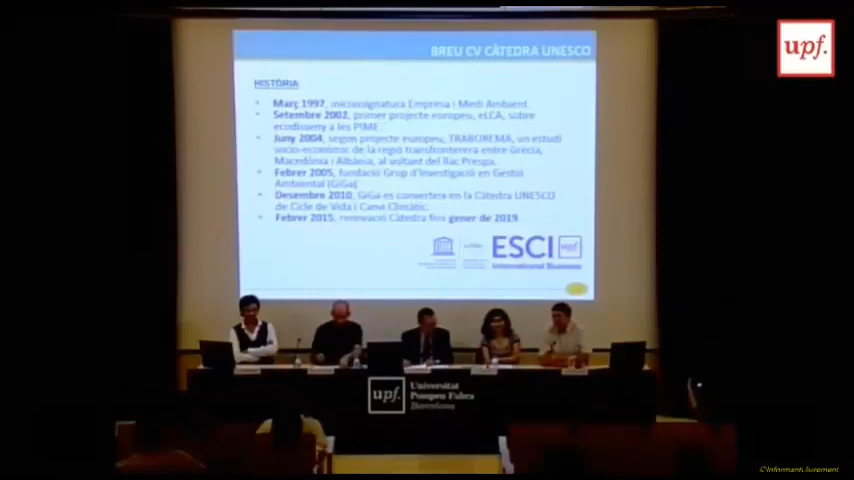 BREU CV CÀTEDRA UNESCO
upf.
HISTÒRIA
Març 1997, inici assignatura Empresa i Medi Ambient.
Setembre 2002, primer projecte europeu, eLCA, sobre
ecodisseny a les PIME.
Juny 2004, segon projecte europeu, TRABOREMA, un estudi
socio-econòmic de la regió transfronterera entre Grècia,
Macedònia i Albània, al voltant del llac Prespa.
Febrer 2005, fundació Grup d'Investigació en Gestió
Ambiental (GiGa)
Desembre 2010, GiGa es converteix en la Càtedra UNESCO
de Cicle de Vida i Canvi Climàtic.
Febrer 2015, renovació Càtedra fins gener de 2019
ESCI upf.
International Business
upf. Universitat
Pompeu Fabra
Barcelona